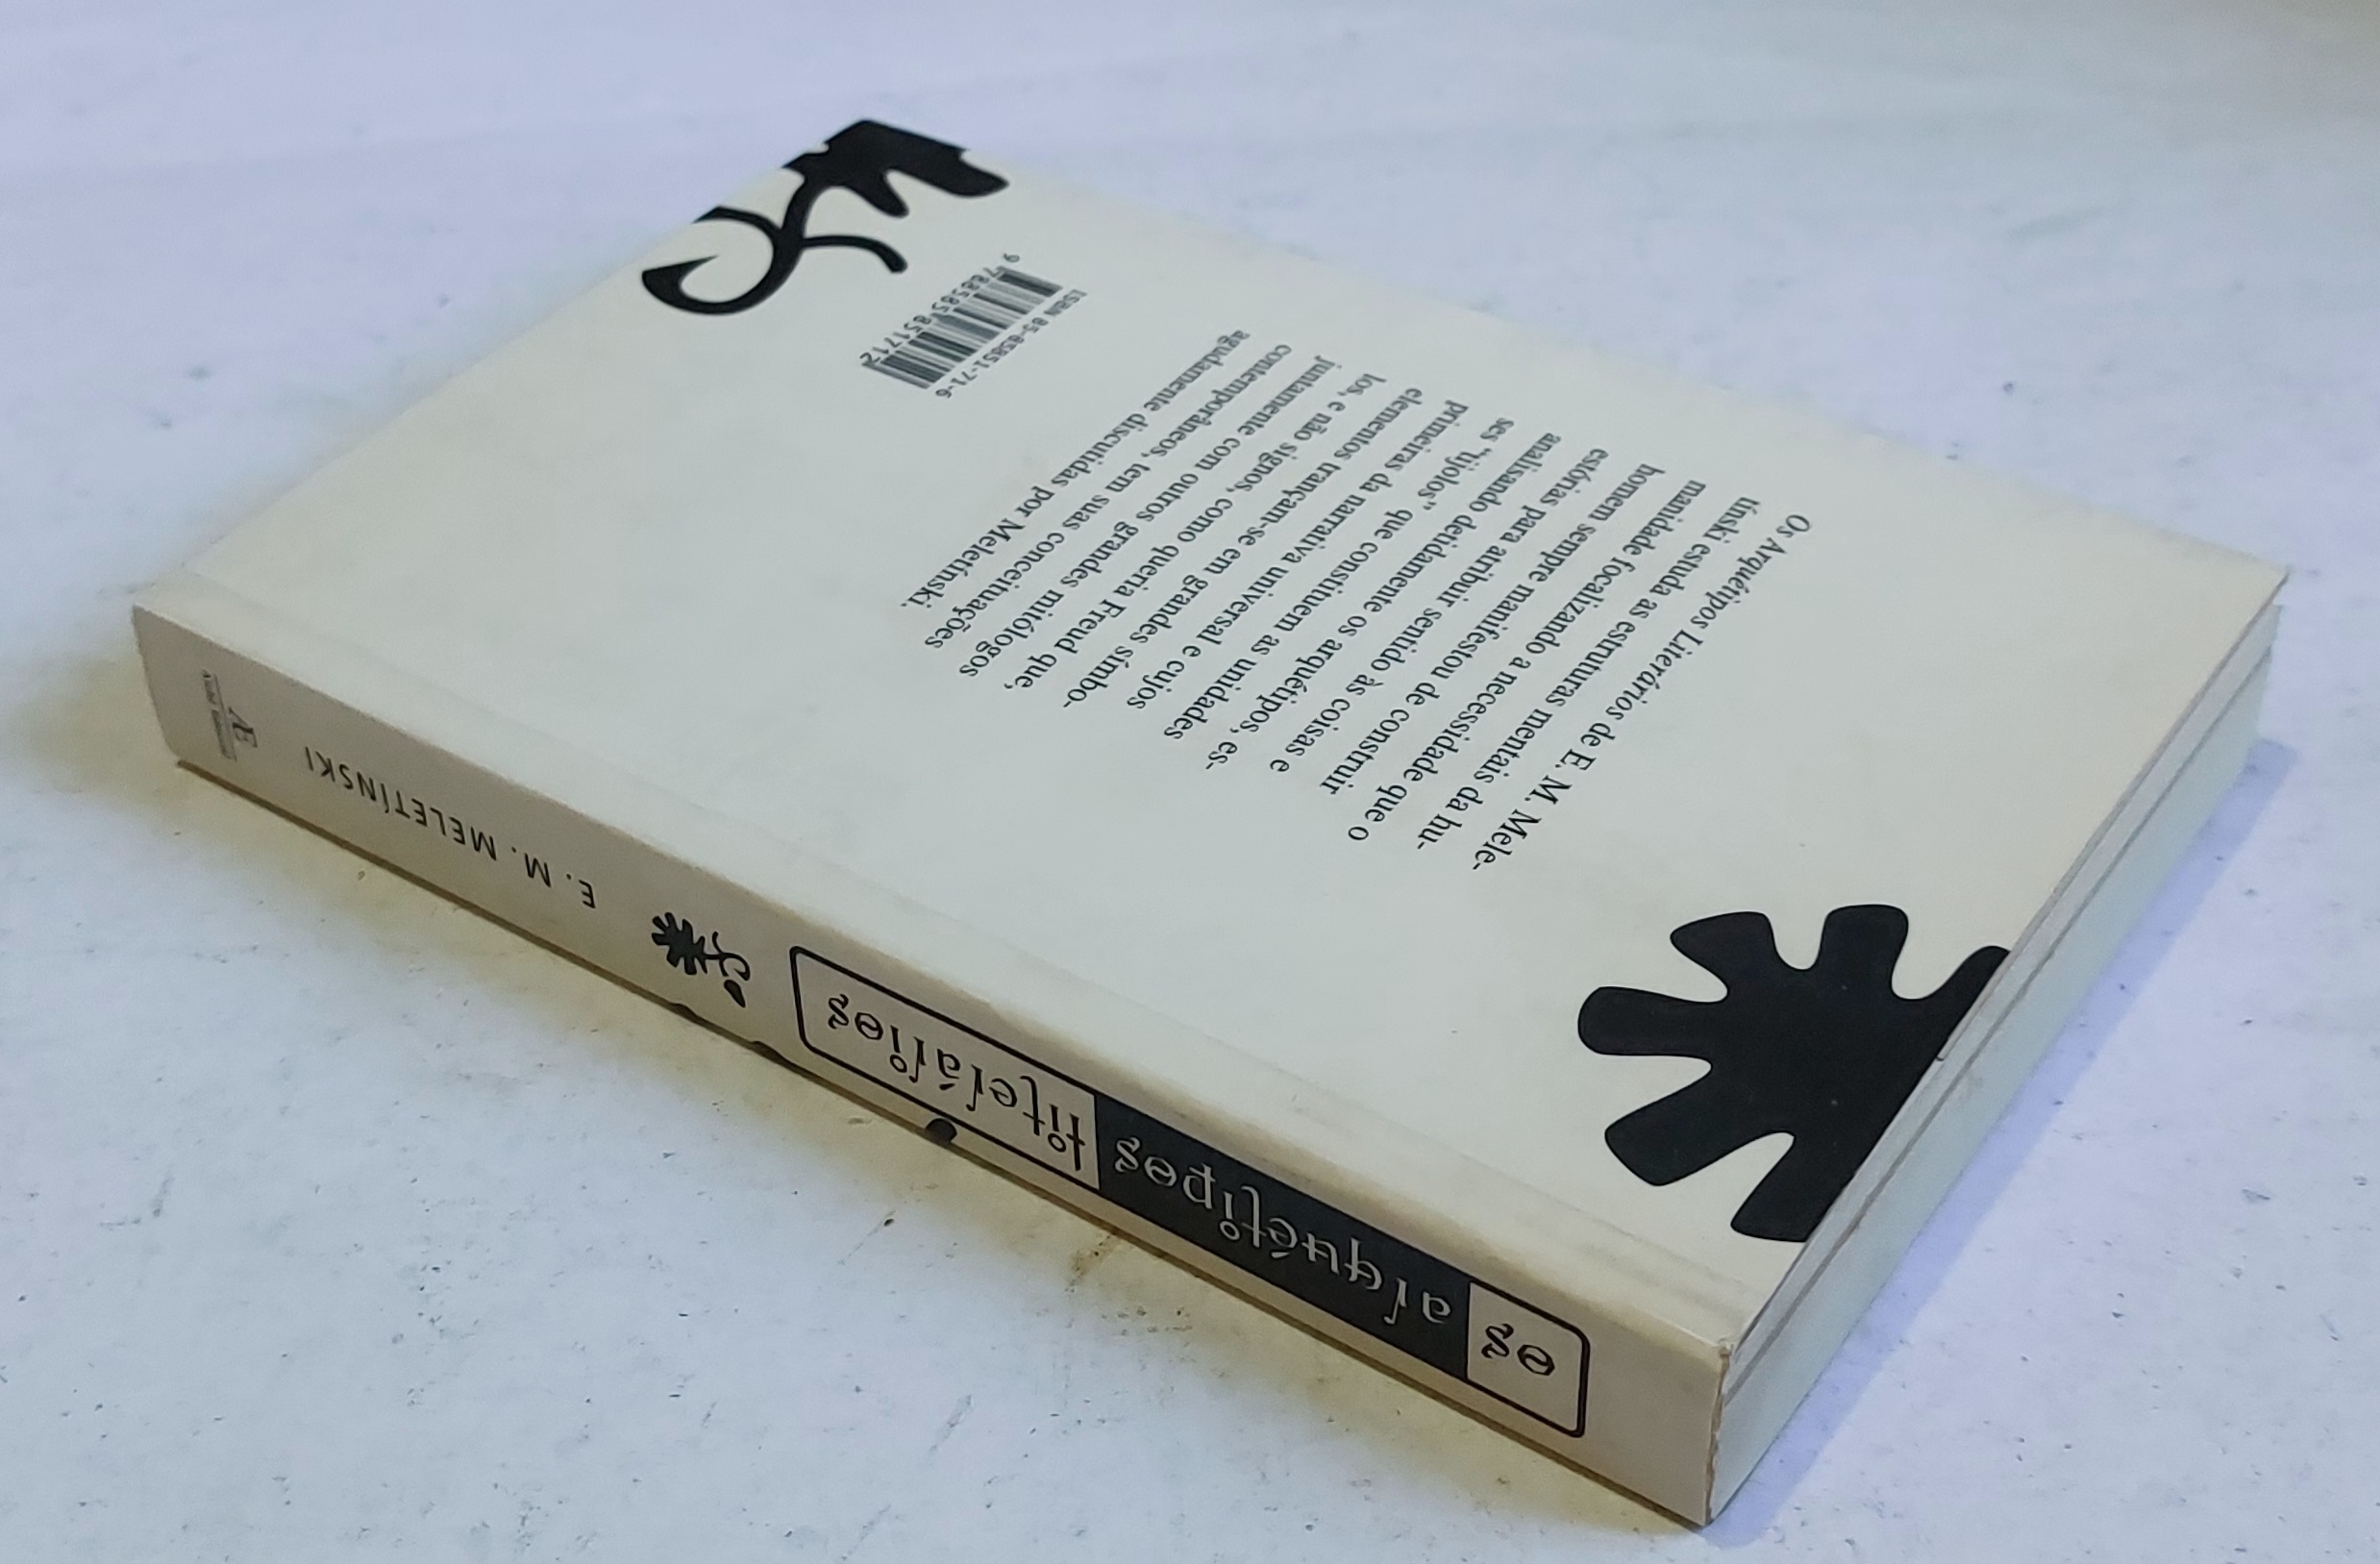 Os Arquétipos Literários de E. M. Mele-
tínski estuda as estruturas mentais da hu-
manidade focalizando a necessidade que o
homem sempre manifestou de construir
estórias para atribuir sentido às coisas e
analisando detidamente os arquétipos, es-
ses "tijolos" que constituem as unidades
primeiras da narrativa universal e cujos
elementos trançam-se em grandes símbo-
los, e não signos, como queria Freud que,
juntamente com outros grandes mitólogos
contemporâneos, tem suas conceituações
agudamente discutidas por Meletínski.
ISBN 85-85851-71-6
9 788585 851712
os
arquétipos
literários
E. M. MELETÍNSKI
Æ